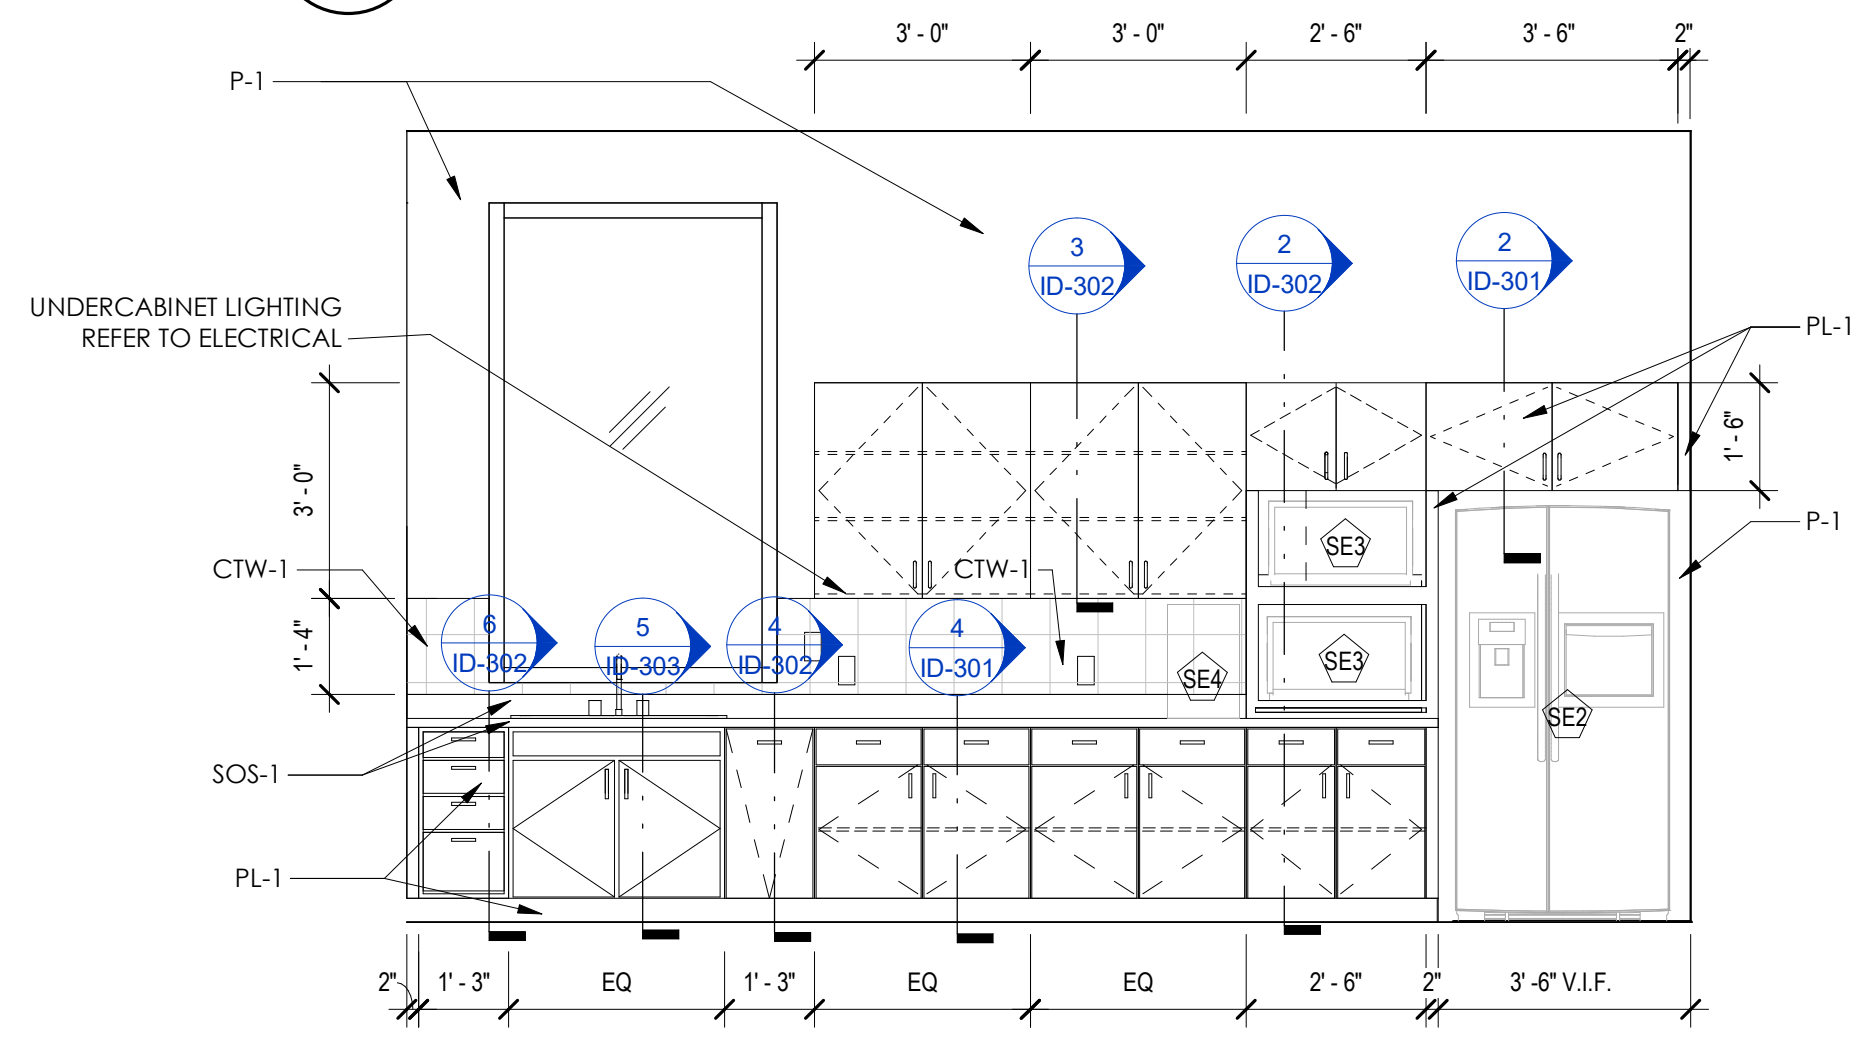 3' - 0"
3' - 0"
2' - 6"
3' - 6"
2"
P-1
3
ID-302
2
ID-302
2
ID-301
UNDERCABINET LIGHTING
REFER TO ELECTRICAL
PL-1
1' - 6"
3' - 0"
P-1
SE3
CTW-1
CTW-1
1' - 4"
6
ID-302
5
ID-303
4
ID-302
4
ID-301
SE3
SE4
SE2
SOS-1
PL-1
2"
1' - 3"
EQ
1' - 3"
EQ
EQ
2' - 6"
2"
3' -6" V.I.F.